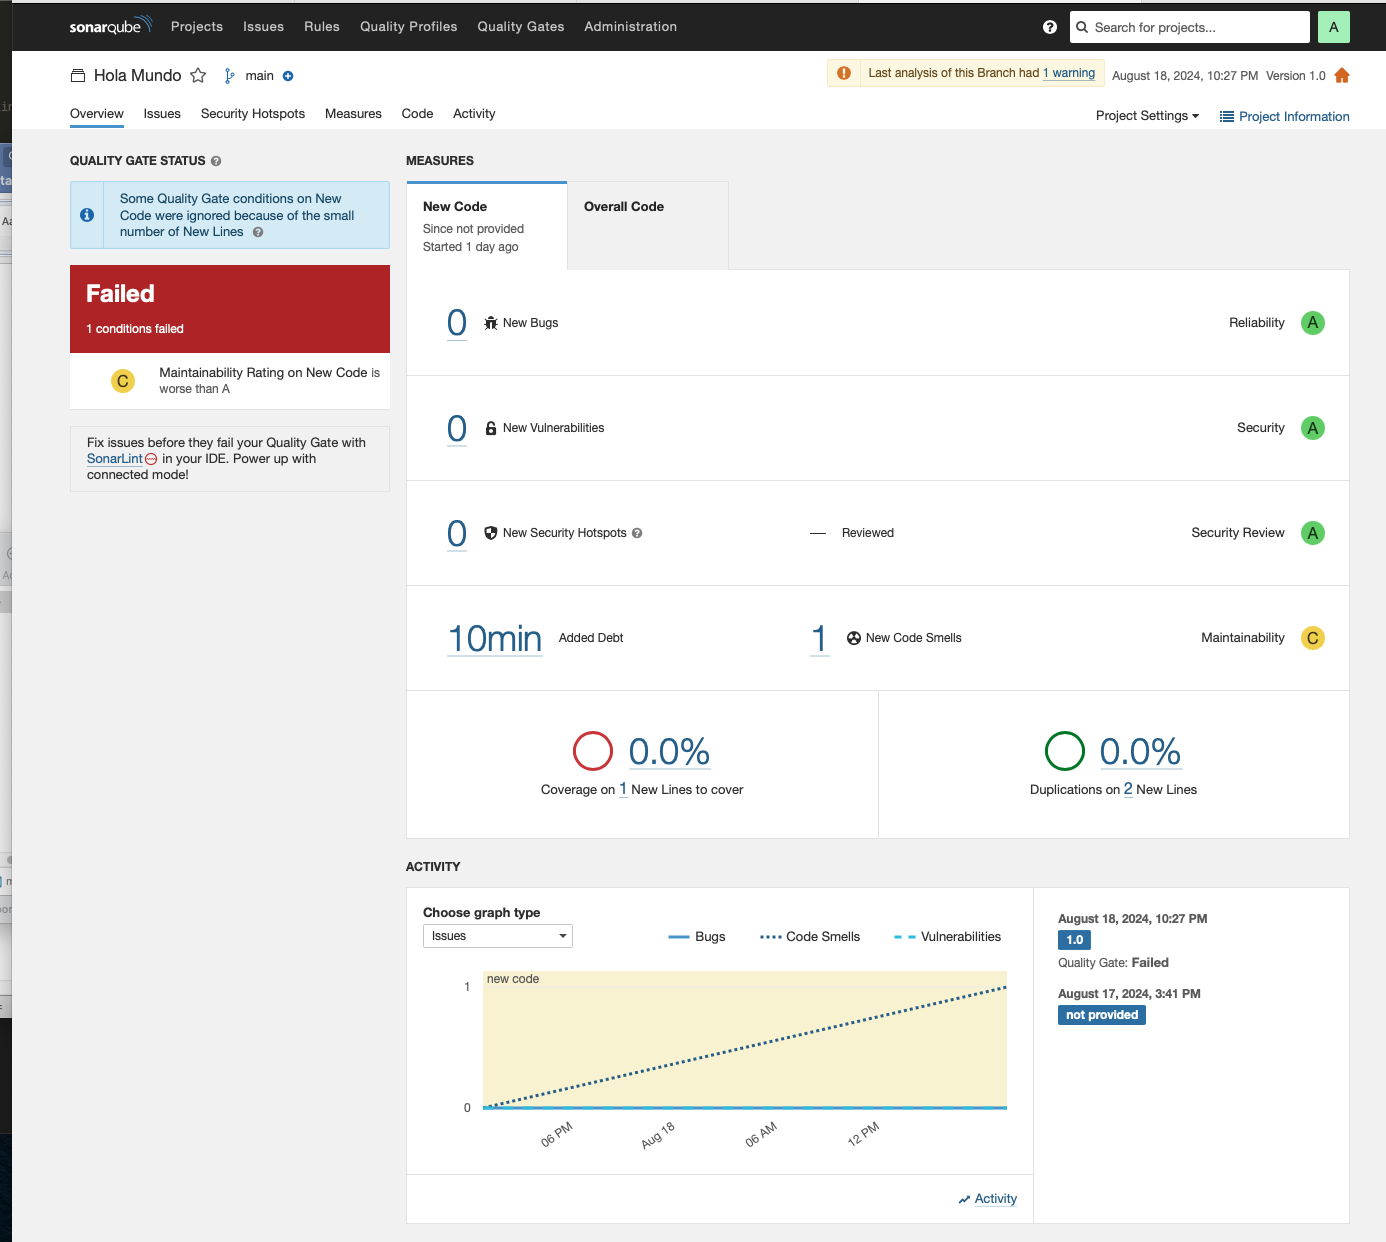 sonarqube Projects Issues Rules Quality Profiles Quality Gates Administration Search for projects... A
Hola Mundo main Last analysis of this Branch had 1 warning August 18, 2024, 10:27 PM Version 1.0
Overview Issues Security Hotspots Measures Code Activity Project Settings Project Information
QUALITY GATE STATUS
Some Quality Gate conditions on New
Code were ignored because of the small
number of New Lines
Failed
1 conditions failed
C
Maintainability Rating on New Code is
worse than A
Fix issues before they fail your Quality Gate with
SonarLint in your IDE. Power up with
connected mode!
MEASURES
New Code
Since not provided
Started 1 day ago
Overall Code
0 New Bugs Reliability A
0 New Vulnerabilities Security A
0 New Security Hotspots — Reviewed Security Review A
10min Added Debt 1 New Code Smells Maintainability C
0.0%
Coverage on 1 New Lines to cover
0.0%
Duplications on 2 New Lines
ACTIVITY
Choose graph type
Issues
Bugs Code Smells Vulnerabilities
new code
1
0
06 PM Aug 18 06 AM 12 PM
Activity
August 18, 2024, 10:27 PM
1.0
Quality Gate: Failed
August 17, 2024, 3:41 PM
not provided